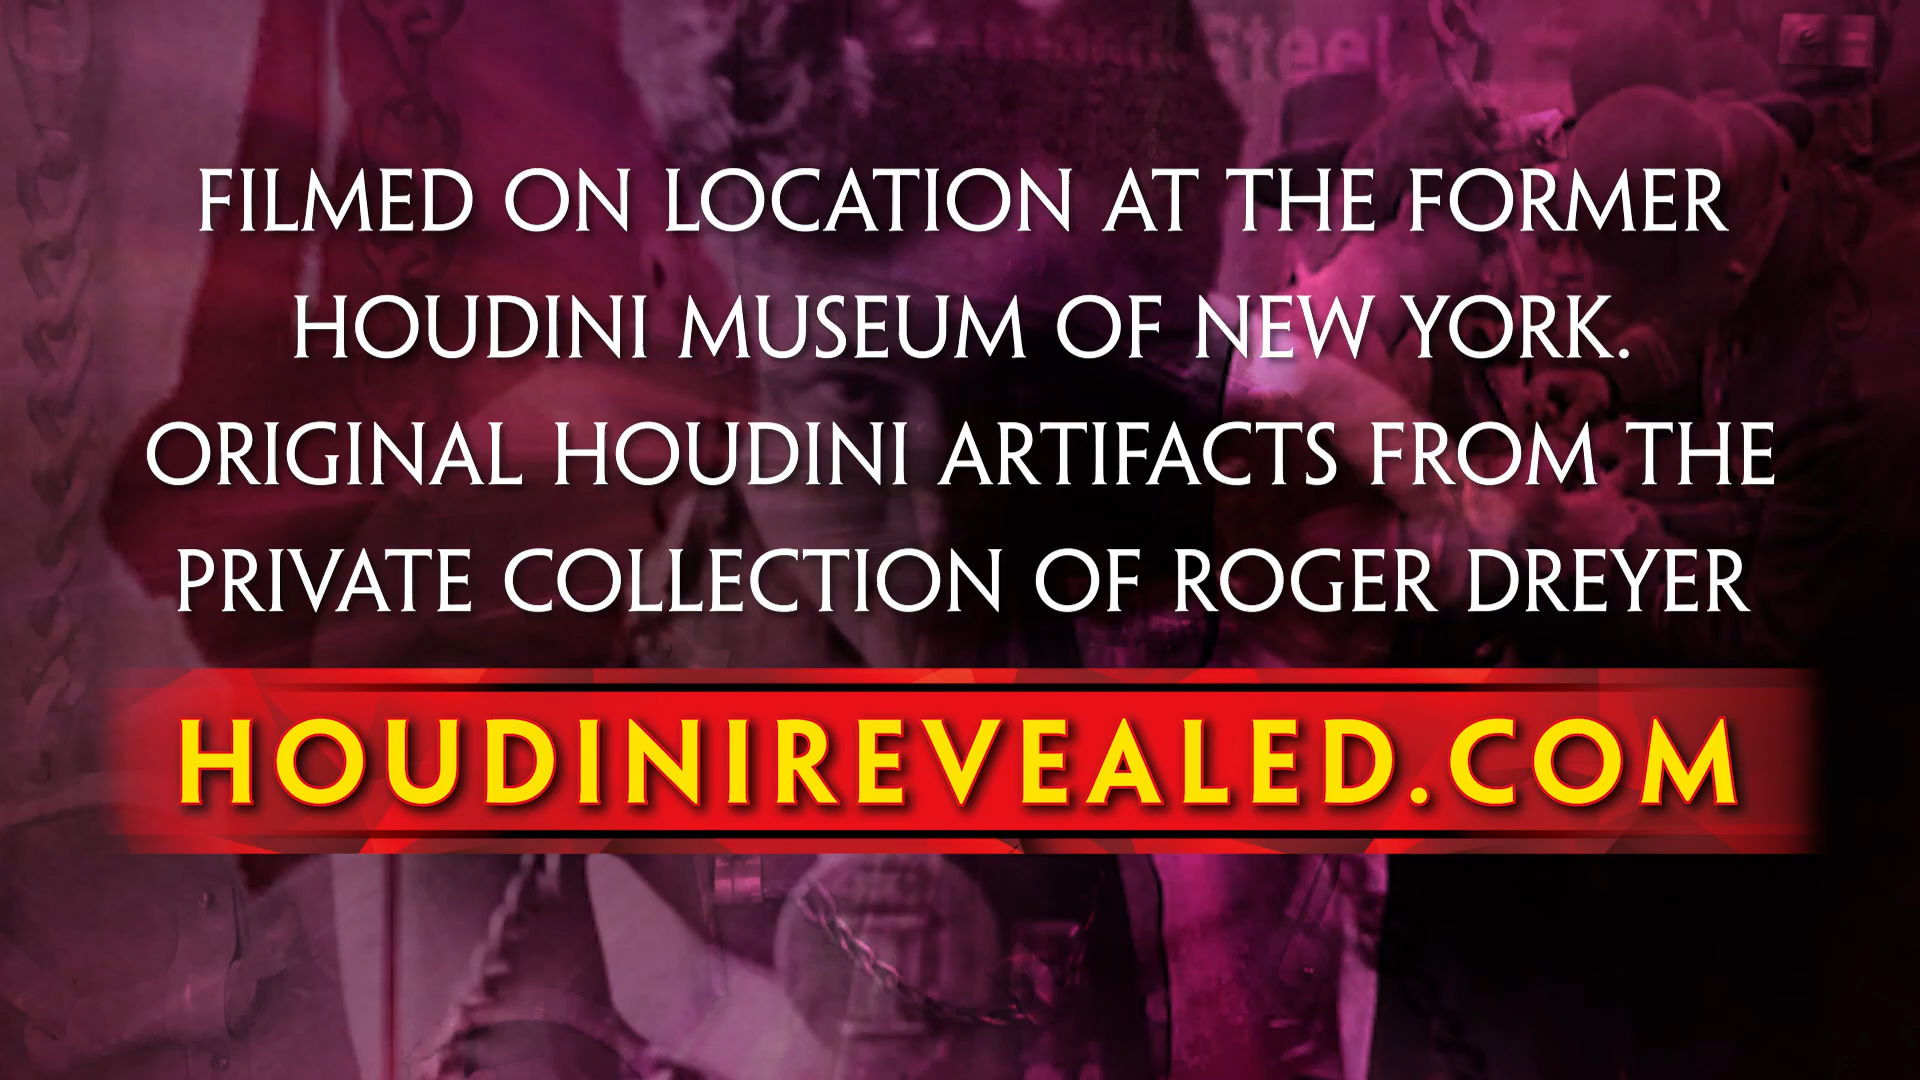 Steel
FILMED ON LOCATION AT THE FORMER
HOUDINI MUSEUM OF NEW YORK.
ORIGINAL HOUDINI ARTIFACTS FROM THE
PRIVATE COLLECTION OF ROGER DREYER
HOUDINIREVEALED.COM